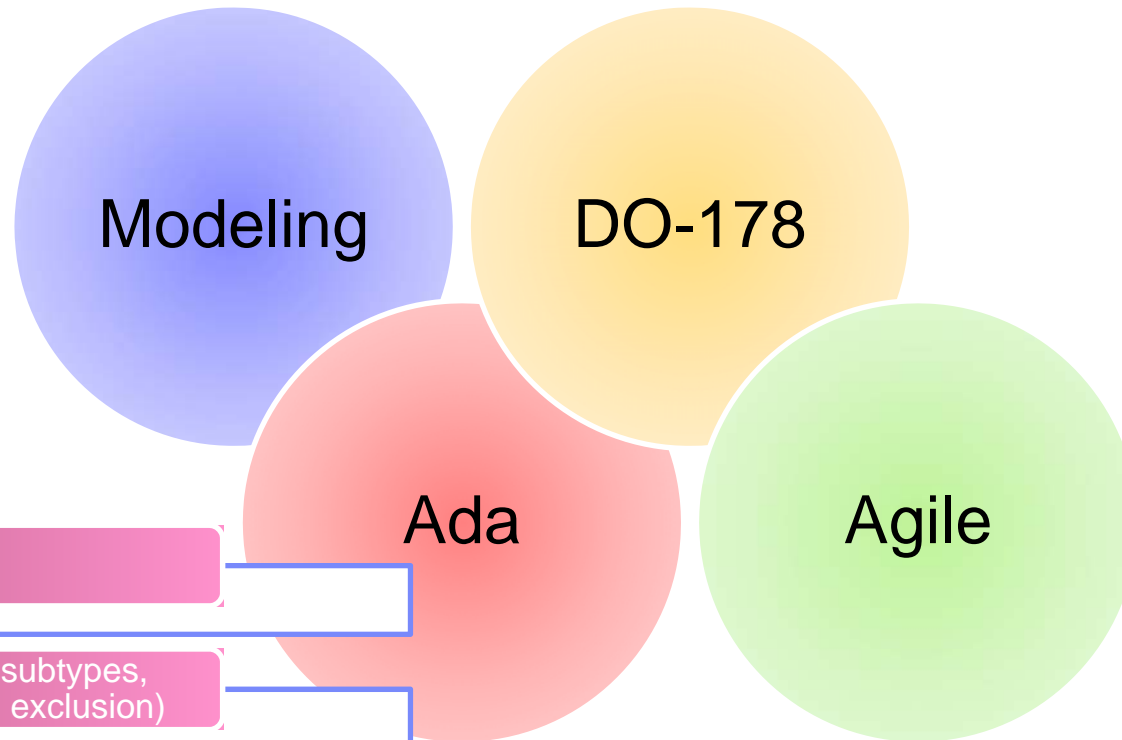 Modeling
DO-178
Ada
Agile
subtypes,
exclusion)